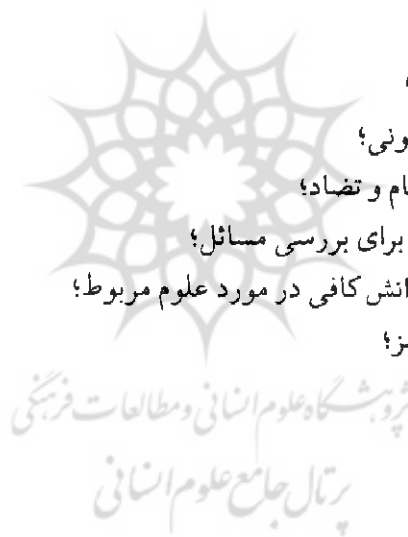 ونی؛
ام و تضاد؛
برای بررسی مسائل؛
انش کافی در مورد علوم مربوط؛
ز؛
پژوهشگاه علوم انسانی و مطالعات فرهنگی
پرتال جامع علوم انسانی